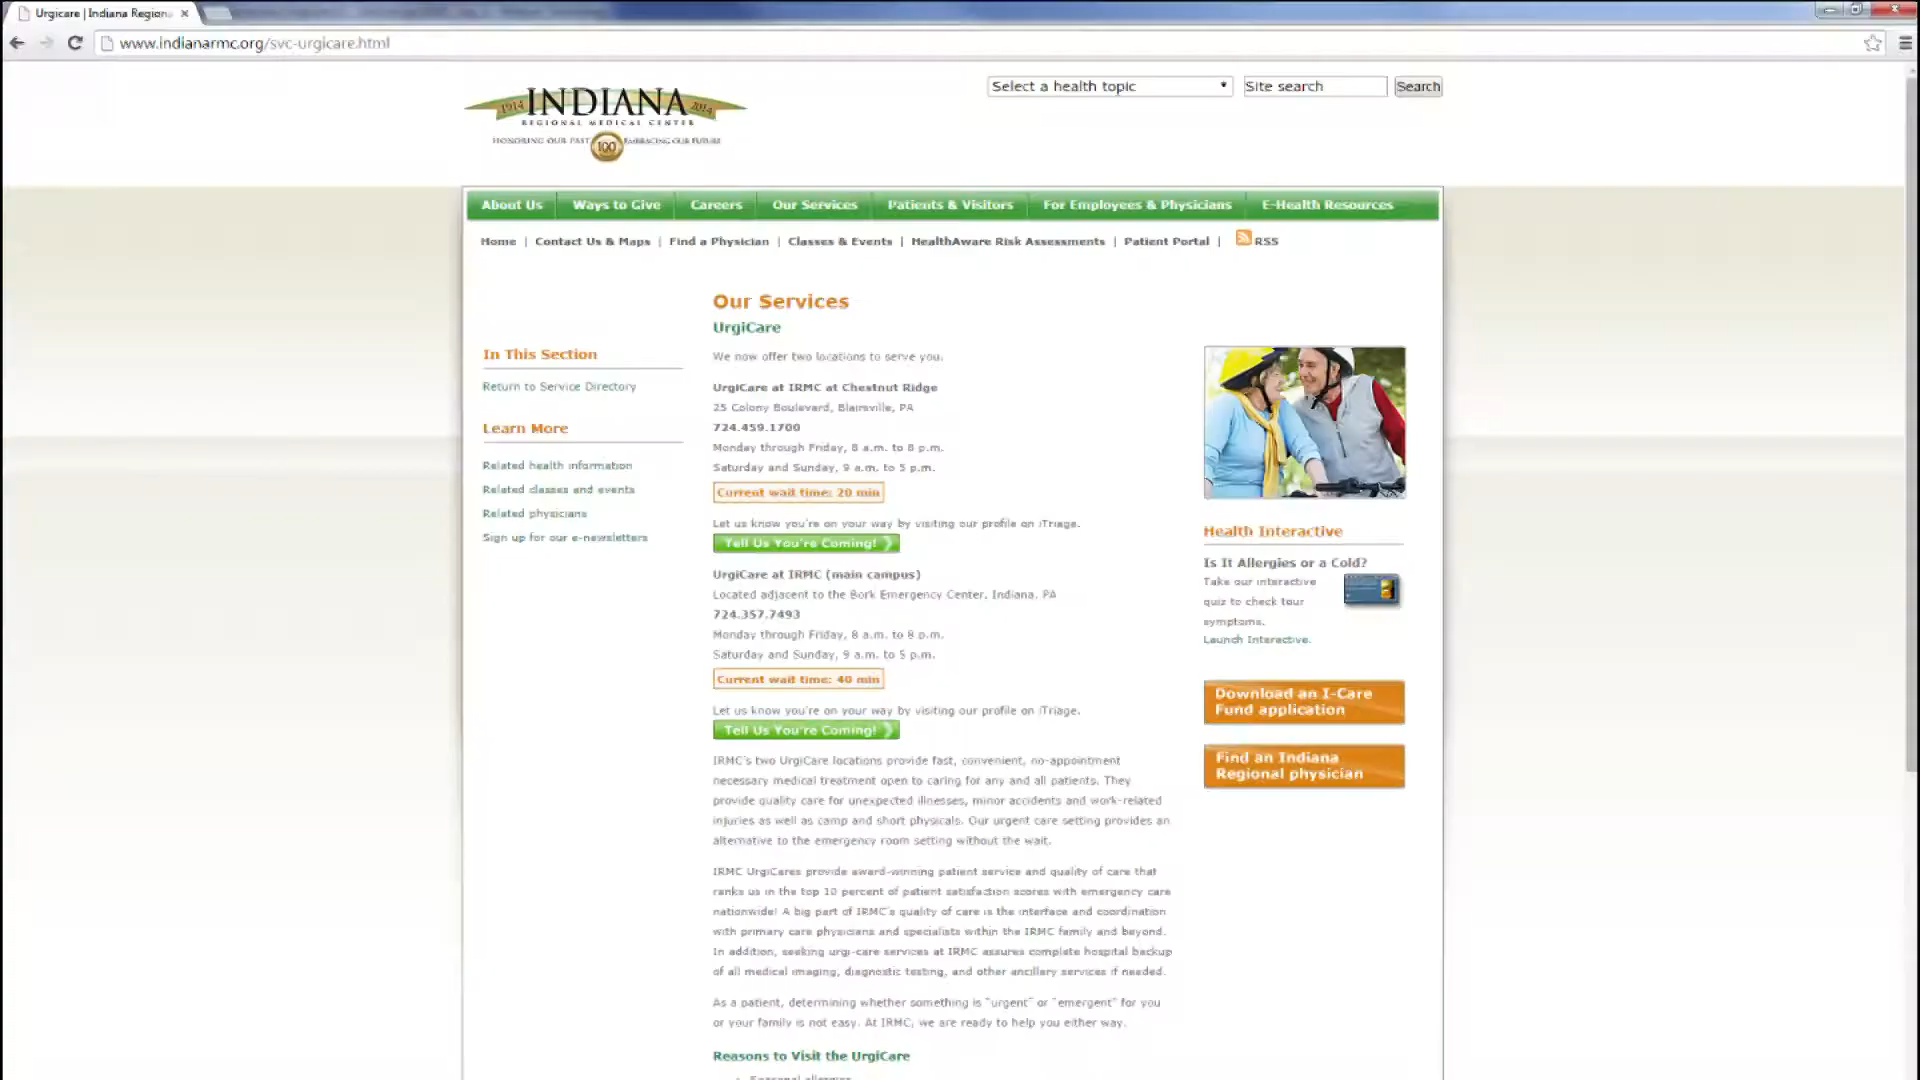 Urgicare | Indiana Region
www.indianarmc.org/svc-urgicare.html
1914 INDIANA 2014
REGIONAL MEDICAL CENTER
HONORING OUR PAST 100 EMBRACING OUR FUTURE
Select a health topic
Site search
Search
About Us
Ways to Give
Careers
Our Services
Patients & Visitors
For Employees & Physicians
E-Health Resources
Home | Contact Us & Maps | Find a Physician | Classes & Events | HealthAware Risk Assessments | Patient Portal | RSS
In This Section
Return to Service Directory
Learn More
Related health information
Related classes and events
Related physicians
Sign up for our e-newsletters
Our Services
UrgiCare
We now offer two locations to serve you.
UrgiCare at IRMC at Chestnut Ridge
25 Colony Boulevard, Blairsville, PA
724.459.1700
Monday through Friday, 8 a.m. to 8 p.m.
Saturday and Sunday, 9 a.m. to 5 p.m.
Current wait time: 20 min
Let us know you're on your way by visiting our profile on iTriage.
Tell Us You're Coming!
UrgiCare at IRMC (main campus)
Located adjacent to the Bork Emergency Center, Indiana, PA
724.357.7493
Monday through Friday, 8 a.m. to 8 p.m.
Saturday and Sunday, 9 a.m. to 5 p.m.
Current wait time: 40 min
Let us know you're on your way by visiting our profile on iTriage.
Tell Us You're Coming!
IRMC's two UrgiCare locations provide fast, convenient, no-appointment
necessary medical treatment open to caring for any and all patients. They
provide quality care for unexpected illnesses, minor accidents and work-related
injuries as well as camp and short physicals. Our urgent care setting provides an
alternative to the emergency room setting without the wait.
IRMC UrgiCares provide award-winning patient service and quality of care that
ranks us in the top 10 percent of patient satisfaction scores with emergency care
nationwide! A big part of IRMC's quality of care is the interface and coordination
with primary care physicians and specialists within the IRMC family and beyond.
In addition, seeking urgi-care services at IRMC assures complete hospital backup
of all medical imaging, diagnostic testing, and other ancillary services if needed.
As a patient, determining whether something is "urgent" or "emergent" for you
or your family is not easy. At IRMC, we are ready to help you either way.
Reasons to Visit the UrgiCare
Seasonal allergies
Health Interactive
Is It Allergies or a Cold?
Take our interactive
quiz to check tour
symptoms.
Launch Interactive.
Download an I-Care
Fund application
Find an Indiana
Regional physician